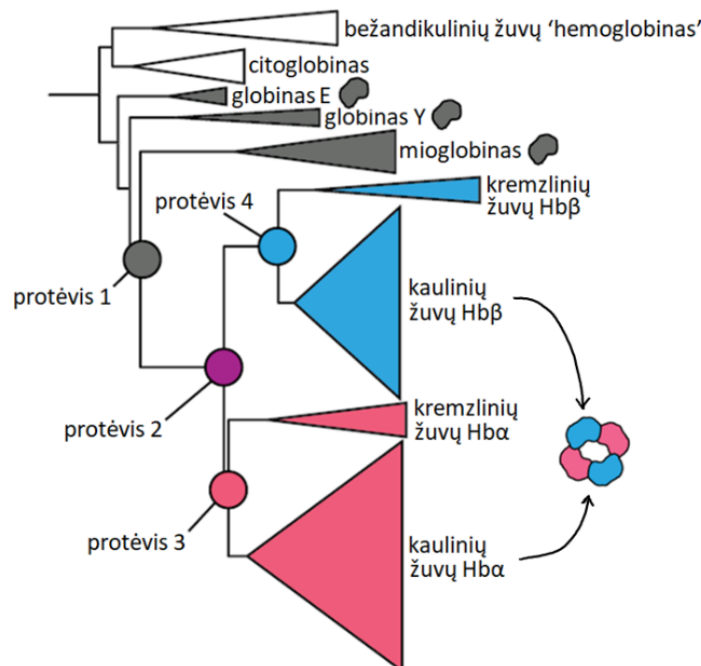 bežandikulinių žuvų ‘hemoglobinas’
citoglobinas
globinas E
globinas Y
mioglobinas
kremzlinių
žuvų Hbβ
protėvis 4
kaulinių
žuvų Hbβ
protėvis 1
kremzlinių
žuvų Hbα
protėvis 2
protėvis 3
kaulinių
žuvų Hbα